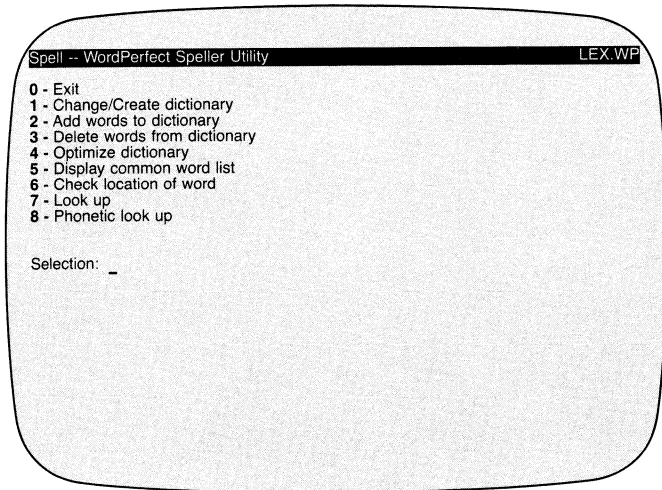 Spell -- WordPerfect Speller Utility LEX.WP
0 - Exit
1 - Change/Create dictionary
2 - Add words to dictionary
3 - Delete words from dictionary
4 - Optimize dictionary
5 - Display common word list
6 - Check location of word
7 - Look up
8 - Phonetic look up
Selection: _